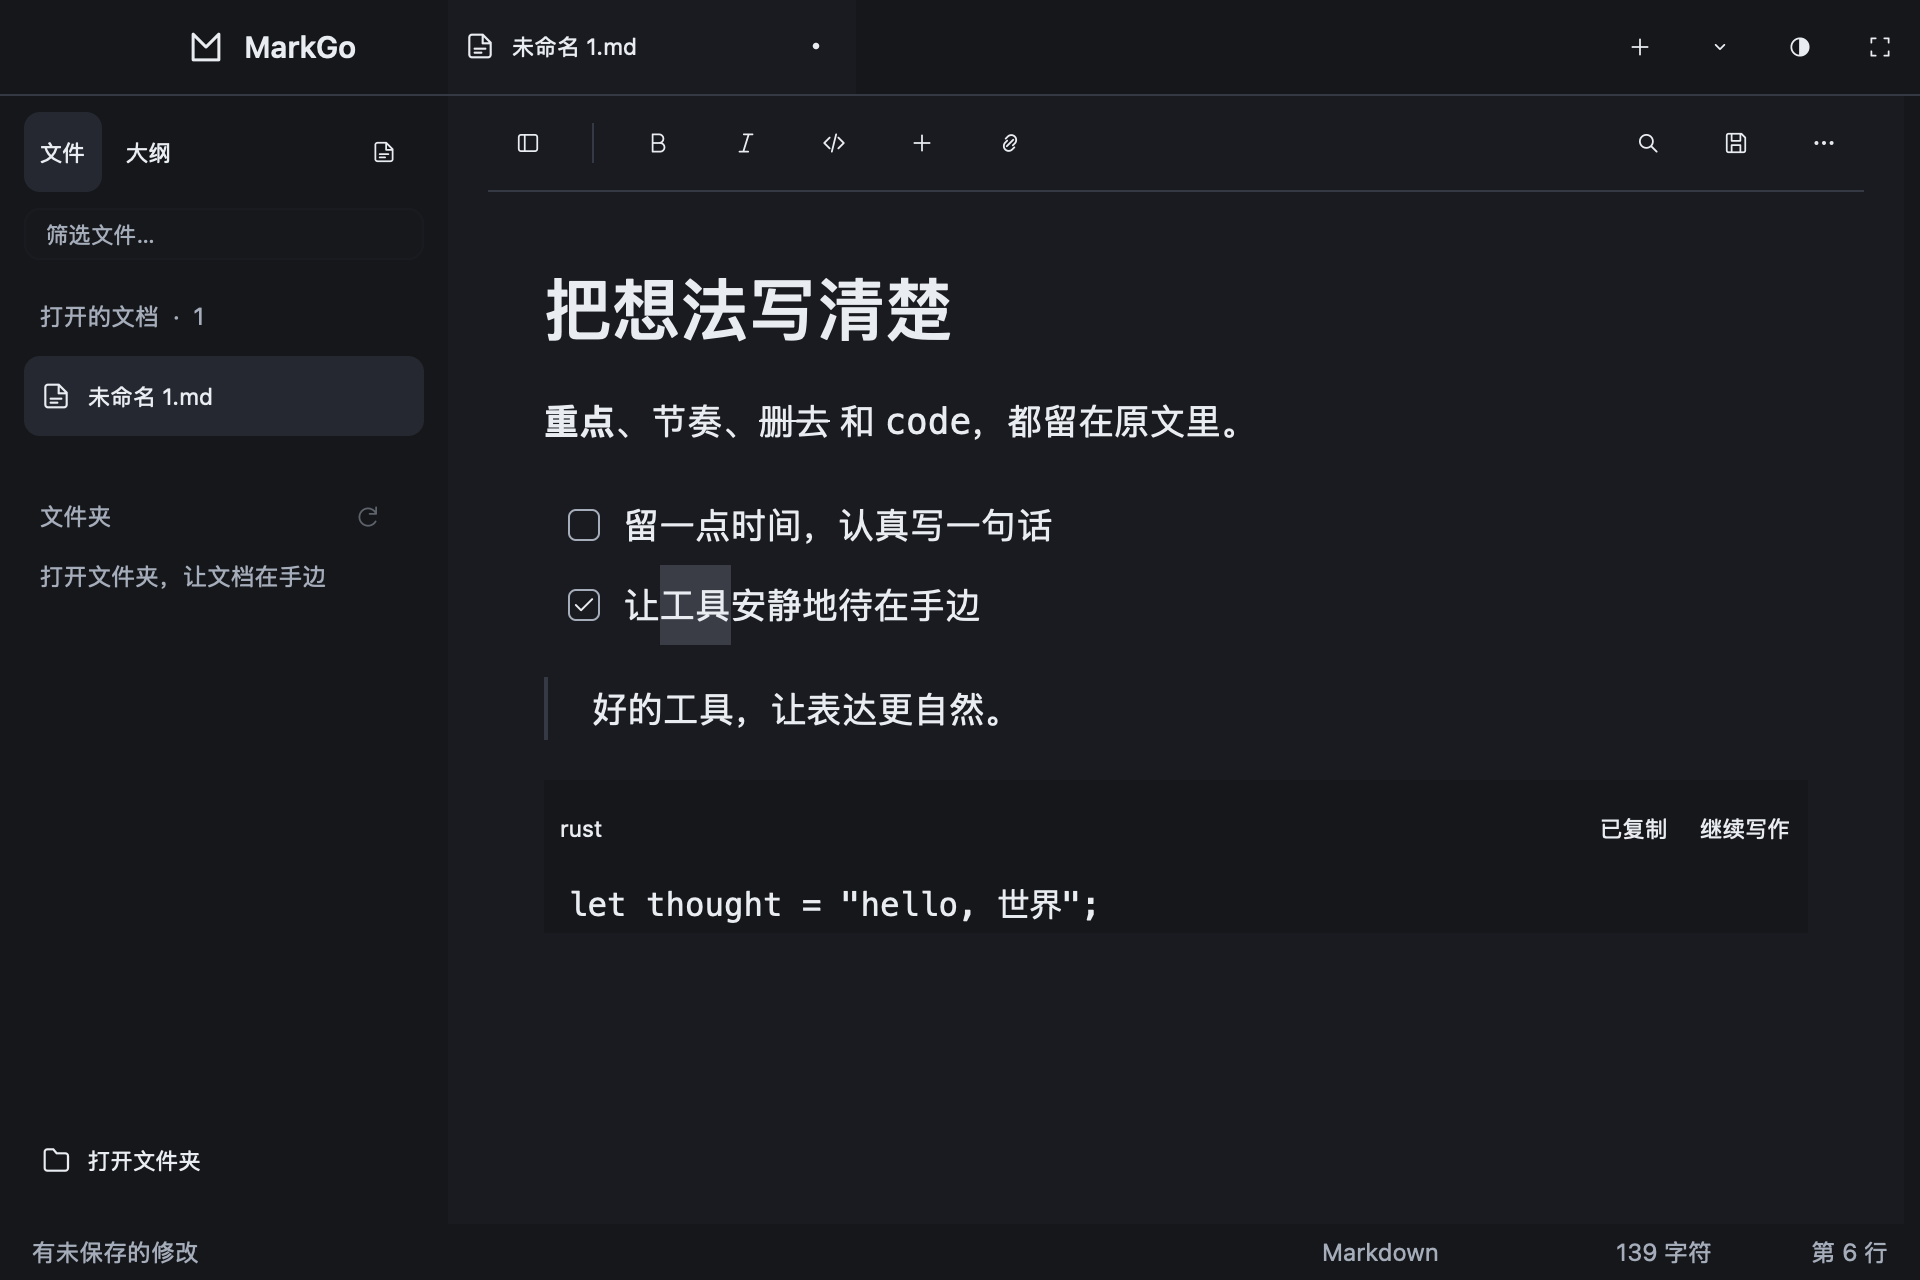 MarkGo
未命名 1.md
文件 大纲
筛选文件...
打开的文档 · 1
未命名 1.md
文件夹
打开文件夹，让文档在手边
打开文件夹
有未保存的修改
把想法写清楚
重点、节奏、删去 和 code，都留在原文里。
留一点时间，认真写一句话
让工具安静地待在手边
好的工具，让表达更自然。
rust 已复制 继续写作
let thought = "hello, 世界";
Markdown 139 字符 第 6 行